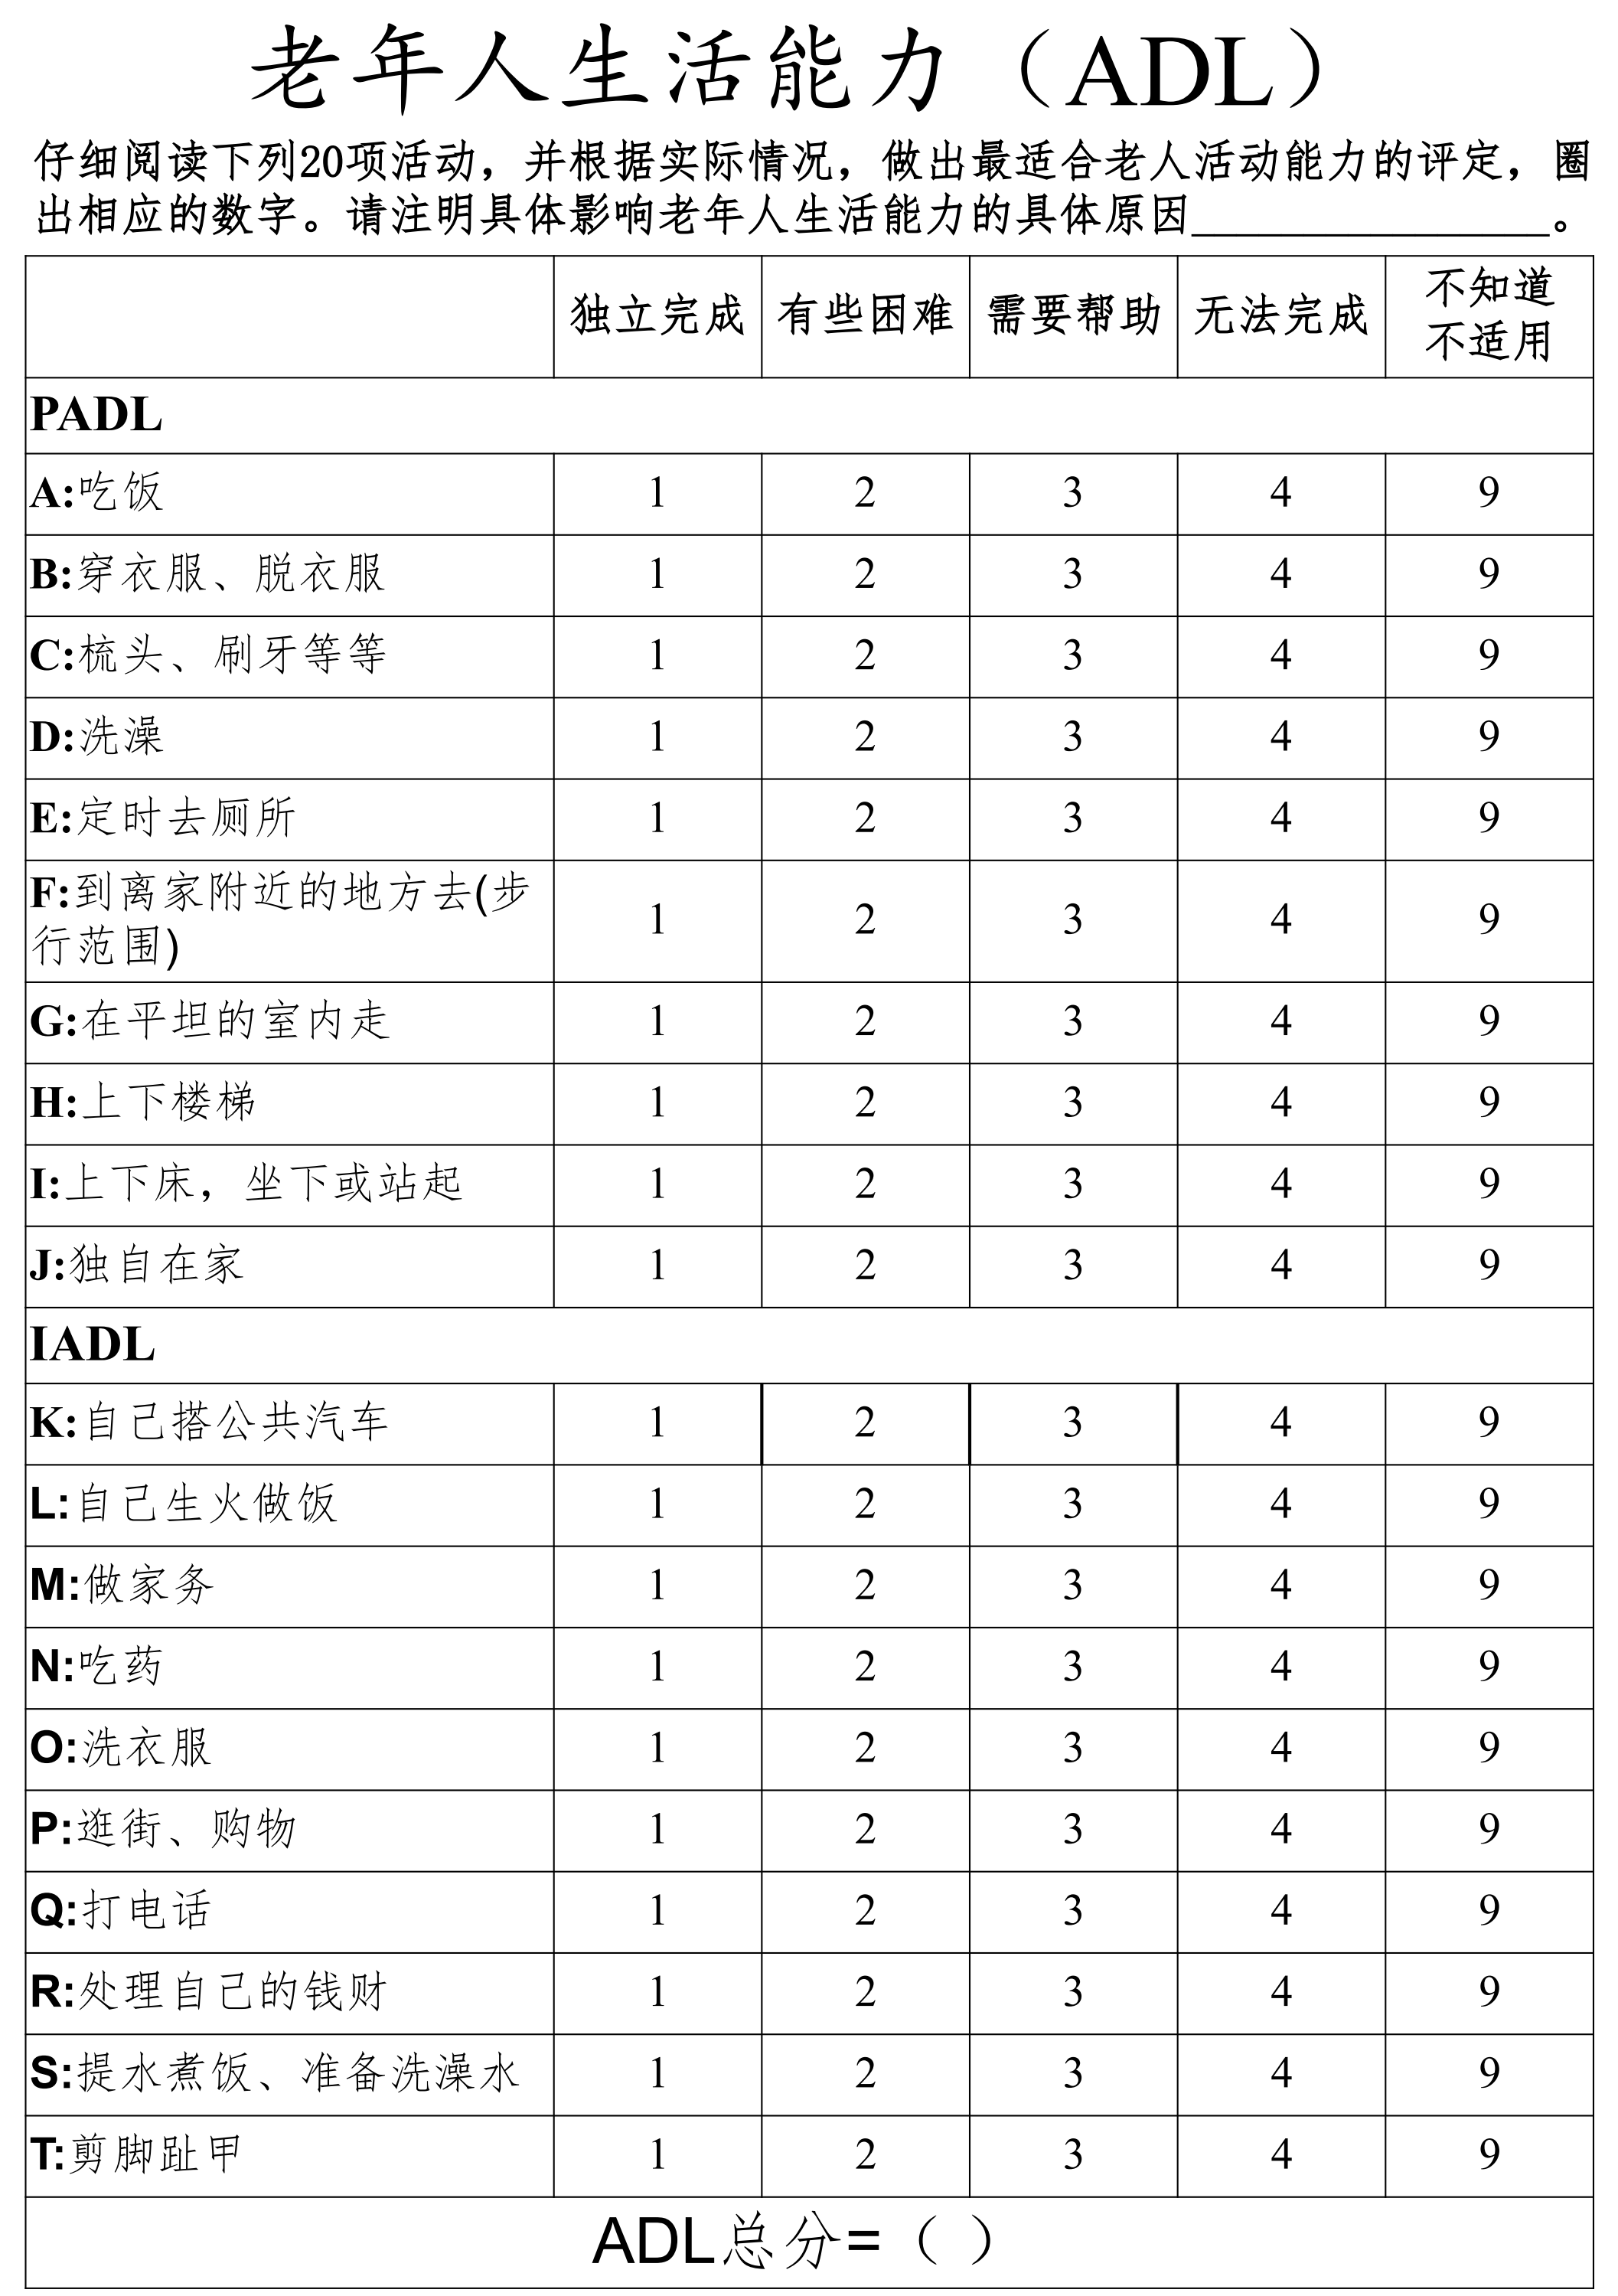 老年人生活能力（ADL）
仔细阅读下列20项活动，并根据实际情况，做出最适合老人活动能力的评定，圈
出相应的数字。请注明具体影响老年人生活能力的具体原因________________。
独立完成 有些困难 需要帮助 无法完成 不知道
不适用
PADL
A:吃饭 1 2 3 4 9
B:穿衣服、脱衣服 1 2 3 4 9
C:梳头、刷牙等等 1 2 3 4 9
D:洗澡 1 2 3 4 9
E:定时去厕所 1 2 3 4 9
F:到离家附近的地方去(步
行范围) 1 2 3 4 9
G:在平坦的室内走 1 2 3 4 9
H:上下楼梯 1 2 3 4 9
I:上下床，坐下或站起 1 2 3 4 9
J:独自在家 1 2 3 4 9
IADL
K:自己搭公共汽车 1 2 3 4 9
L:自己生火做饭 1 2 3 4 9
M:做家务 1 2 3 4 9
N:吃药 1 2 3 4 9
O:洗衣服 1 2 3 4 9
P:逛街、购物 1 2 3 4 9
Q:打电话 1 2 3 4 9
R:处理自己的钱财 1 2 3 4 9
S:提水煮饭、准备洗澡水 1 2 3 4 9
T:剪脚趾甲 1 2 3 4 9
ADL总分=（ ）